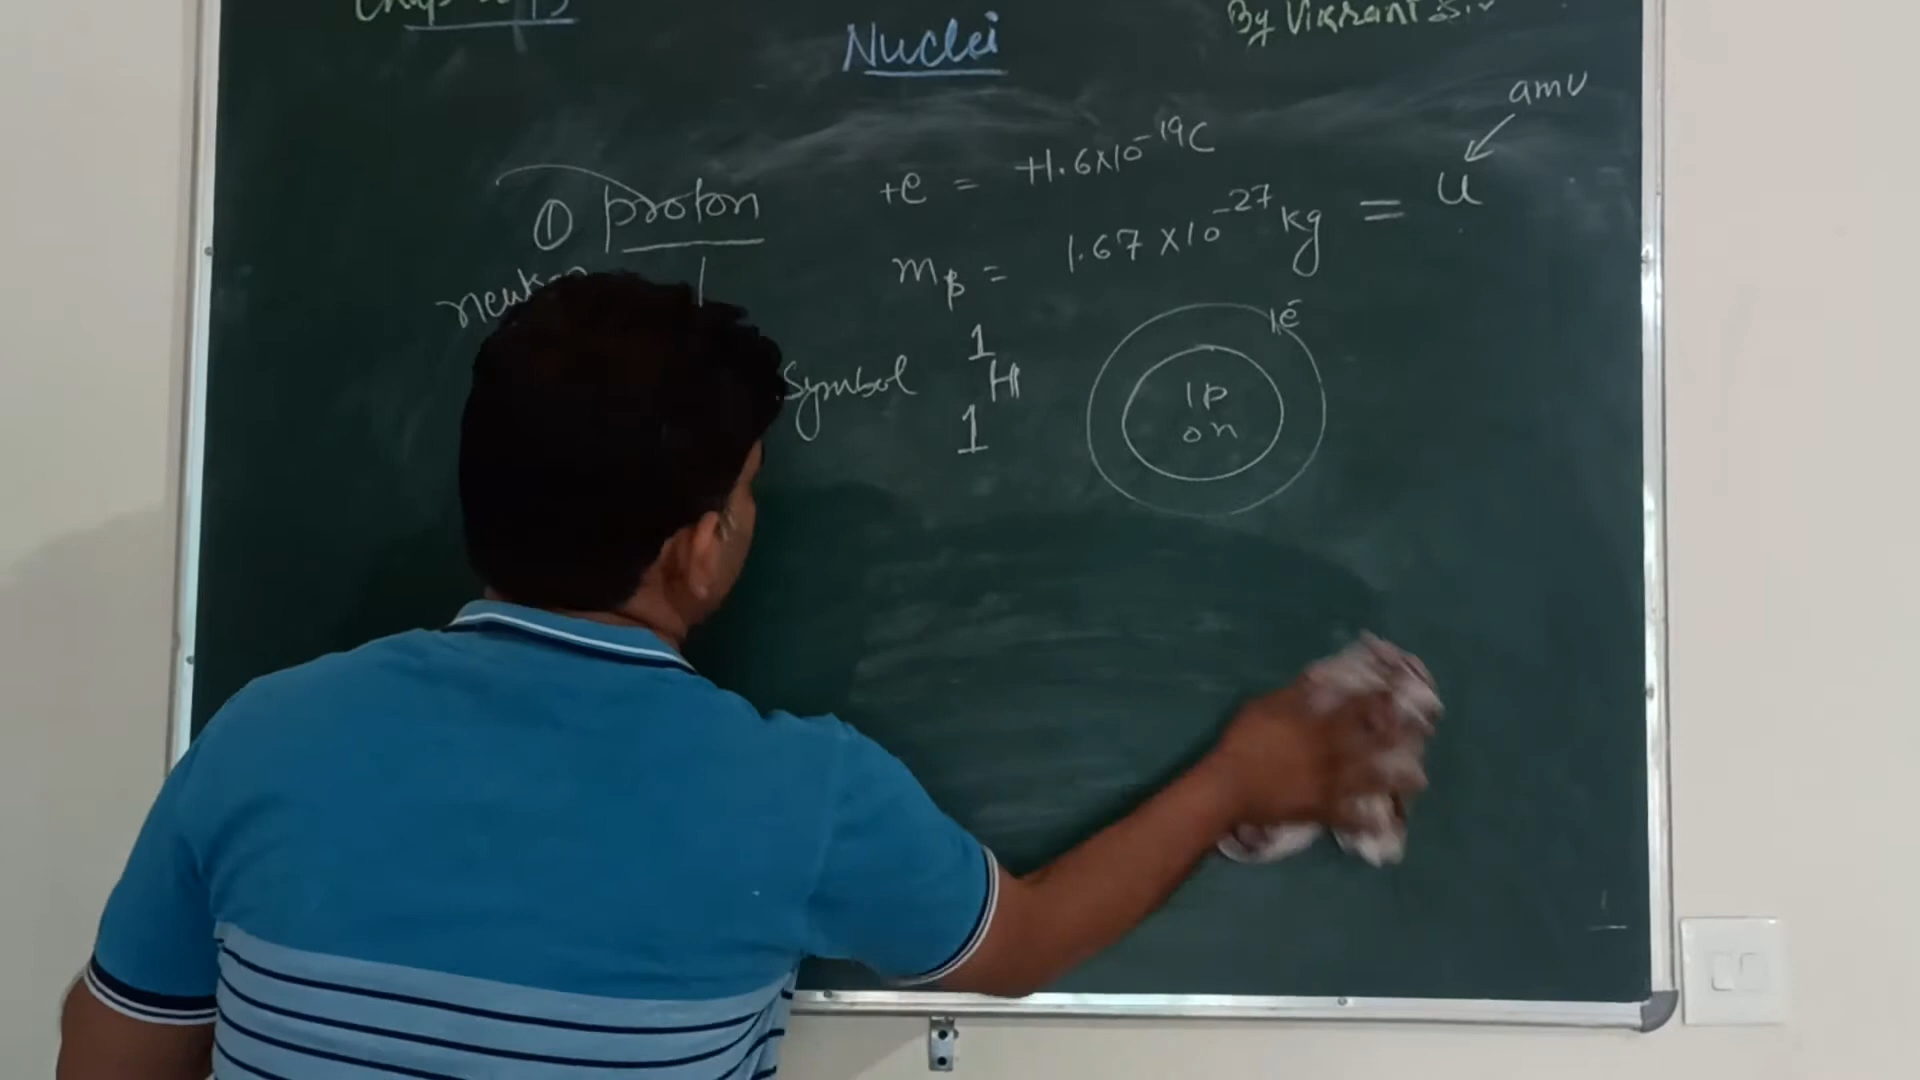 By Vikrant Sir
Nuclei
amu
① proton
+e = +1.6×10⁻¹⁹C
mₚ = 1.67 ×10⁻²⁷ kg = u
Symbol
1
H
1
1e⁻
1p
0n